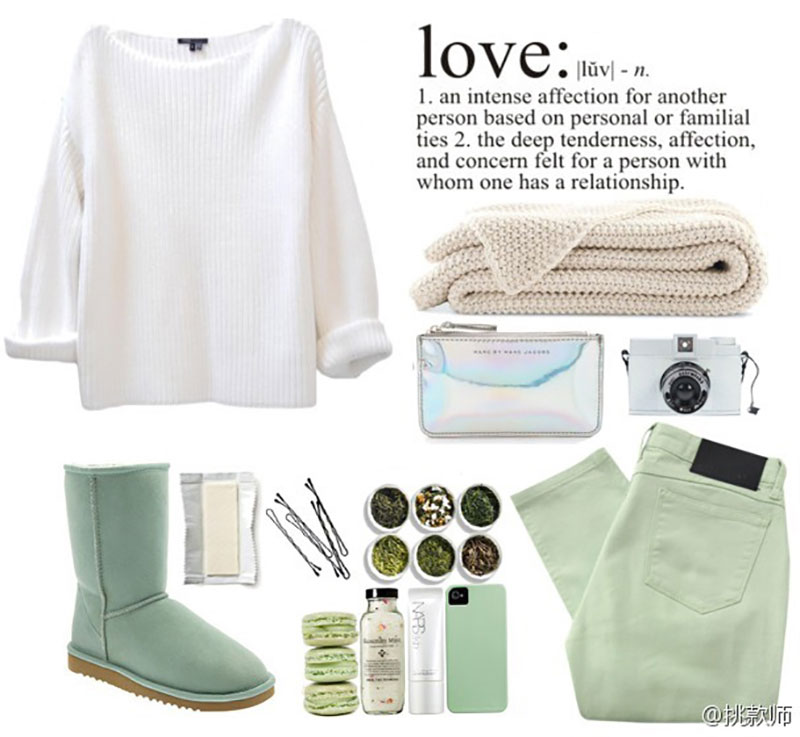 love: |lŭv| - n.
1. an intense affection for another
person based on personal or familial
ties 2. the deep tenderness, affection,
and concern felt for a person with
whom one has a relationship.
MARC BY MARC JACOBS
NARS
@挑款师